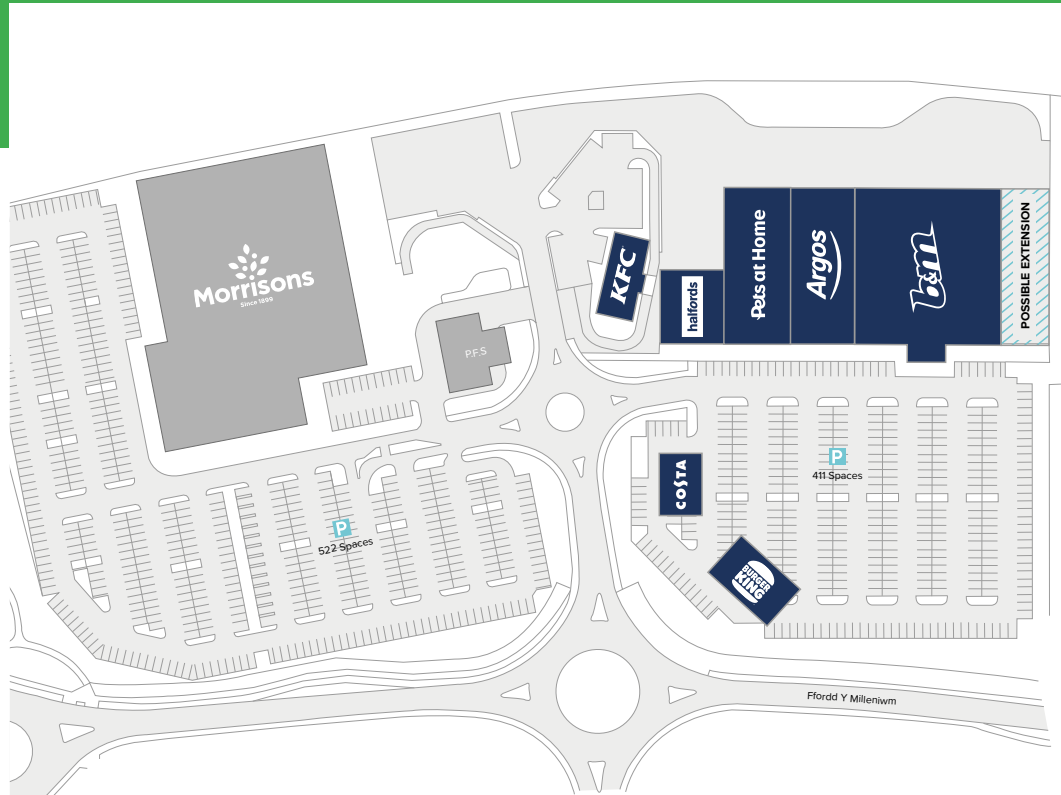 Morrisons
Since 1899
P.F.S
KFC
halfords
Pets at Home
Argos
b&m
POSSIBLE EXTENSION
P
411 Spaces
COSTA
P
522 Spaces
BURGER
KING
Ffordd Y Milleniwm